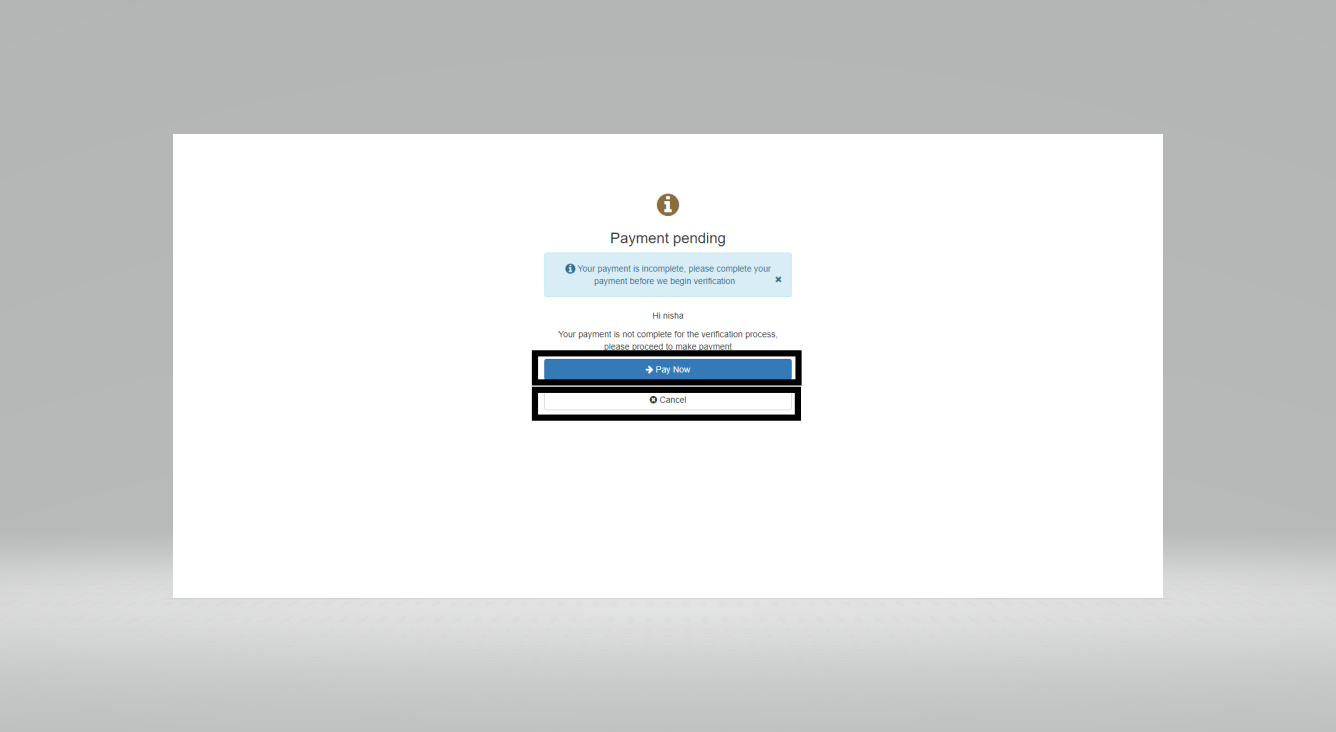 Payment pending
Your payment is incomplete, please complete your
payment before we begin verification
Hi nisha
Your payment is not complete for the verification process,
please proceed to make payment
Pay Now
Cancel